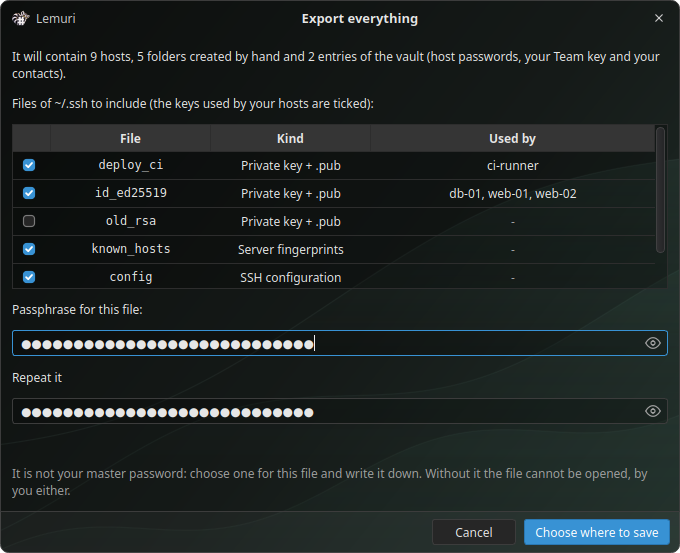 Lemuri
Export everything
It will contain 9 hosts, 5 folders created by hand and 2 entries of the vault (host passwords, your Team key and your
contacts).
Files of ~/.ssh to include (the keys used by your hosts are ticked):
File Kind Used by
deploy_ci Private key + .pub ci-runner
id_ed25519 Private key + .pub db-01, web-01, web-02
old_rsa Private key + .pub -
known_hosts Server fingerprints -
config SSH configuration -
Passphrase for this file:
Repeat it
It is not your master password: choose one for this file and write it down. Without it the file cannot be opened, by
you either.
Cancel Choose where to save